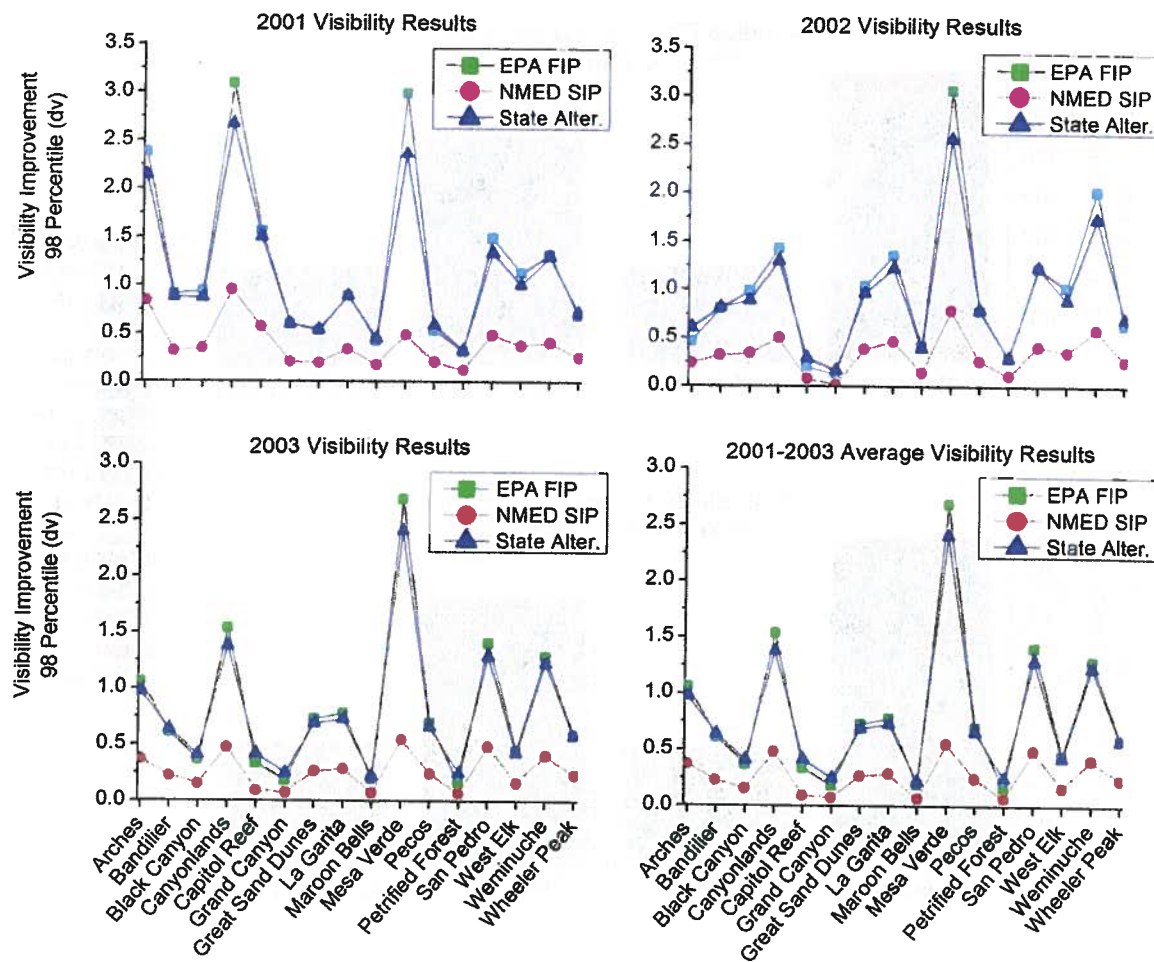 2001 Visibility Results
3.5
3.0
2.5
2.0
1.5
1.0
0.5
0.0
Visibility Improvement
98 Percentile (dv)
EPA FIP
NMED SIP
State Alter.
2002 Visibility Results
3.5
3.0
2.5
2.0
1.5
1.0
0.5
0.0
EPA FIP
NMED SIP
State Alter.
2003 Visibility Results
3.0
2.5
2.0
1.5
1.0
0.5
0.0
Visibility Improvement
98 Percentile (dv)
EPA FIP
NMED SIP
State Alter.
Arches
Bandilier
Black Canyon
Canyonlands
Capitol Reef
Grand Canyon
Great Sand Dunes
La Garita
Maroon Bells
Mesa Verde
Pecos
Petrified Forest
San Pedro
West Elk
Weminuche
Wheeler Peak
2001-2003 Average Visibility Results
3.0
2.5
2.0
1.5
1.0
0.5
0.0
EPA FIP
NMED SIP
State Alter.
Arches
Bandilier
Black Canyon
Canyonlands
Capitol Reef
Grand Canyon
Great Sand Dunes
La Garita
Maroon Bells
Mesa Verde
Pecos
Petrified Forest
San Pedro
West Elk
Weminuche
Wheeler Peak